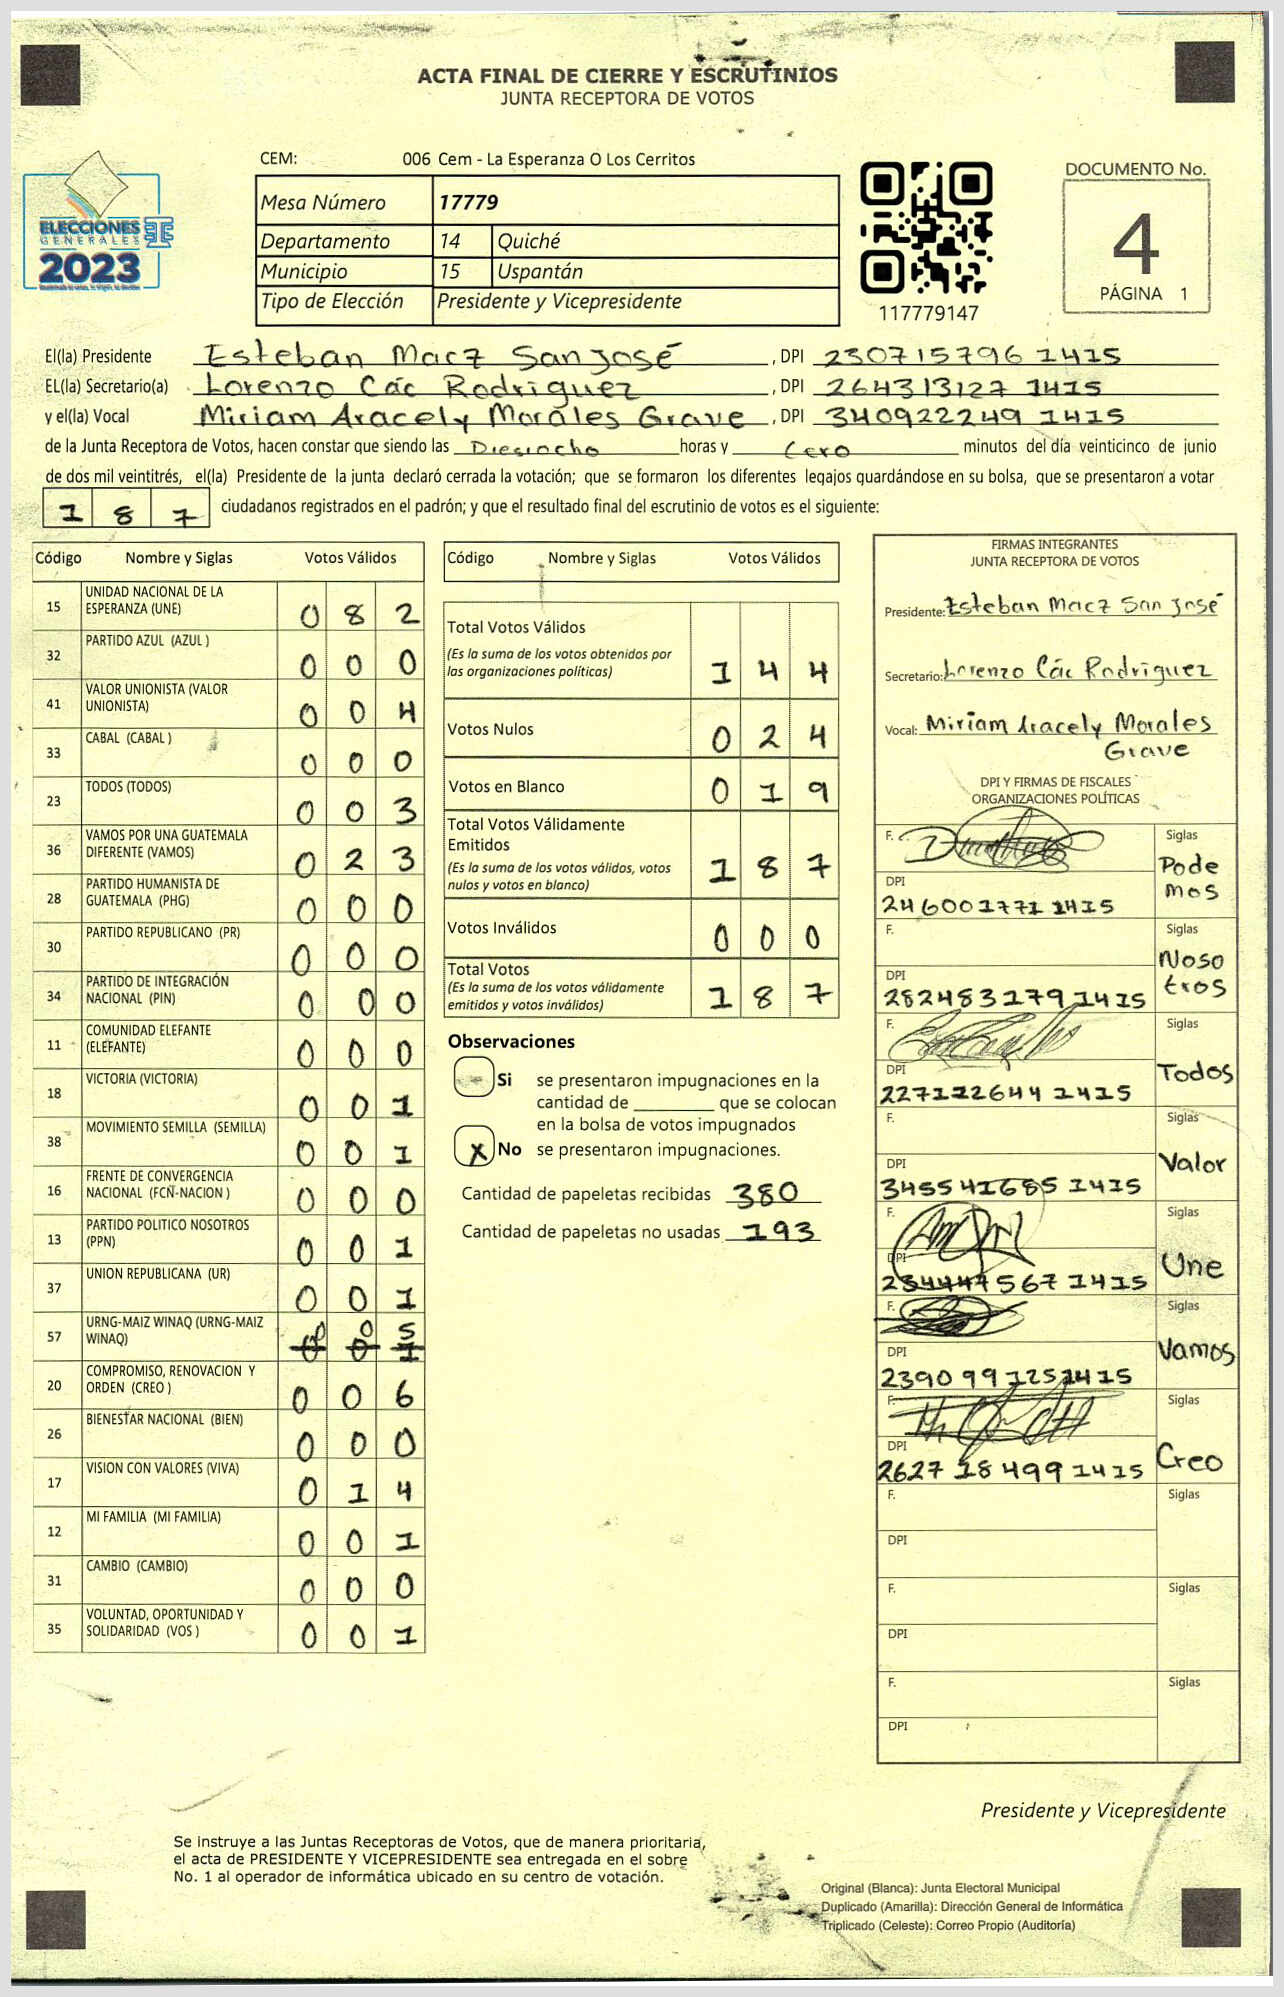 ACTA FINAL DE CIERRE Y ESCRUTINIOS
JUNTA RECEPTORA DE VOTOS
CEM: 006 Cem - La Esperanza O Los Cerritos
ELECCIONES
GENERALES
2023
Mesa Número 17779
Departamento 14 Quiché
Municipio 15 Uspantán
Tipo de Elección Presidente y Vicepresidente
117779147
DOCUMENTO No.
4
PÁGINA 1
El(la) Presidente Esteban Macz San José, DPI 230715796 1415
EL(la) Secretario(a) Lorenzo Các Rodríguez, DPI 264313127 1415
y el(la) Vocal Miriam Aracely Morales Grave, DPI 340922249 1415
de la Junta Receptora de Votos, hacen constar que siendo las Diesiocho horas y Cero minutos del día veinticinco de junio
de dos mil veintitrés, el(la) Presidente de la junta declaró cerrada la votación; que se formaron los diferentes legajos guardándose en su bolsa, que se presentaron a votar
187 ciudadanos registrados en el padrón; y que el resultado final del escrutinio de votos es el siguiente:
Código Nombre y Siglas Votos Válidos
15 UNIDAD NACIONAL DE LA ESPERANZA (UNE) 0 8 2
32 PARTIDO AZUL (AZUL ) 0 0 0
41 VALOR UNIONISTA (VALOR UNIONISTA) 0 0 4
33 CABAL (CABAL ) 0 0 0
23 TODOS (TODOS) 0 0 3
36 VAMOS POR UNA GUATEMALA DIFERENTE (VAMOS) 0 2 3
28 PARTIDO HUMANISTA DE GUATEMALA (PHG) 0 0 0
30 PARTIDO REPUBLICANO (PR) 0 0 0
34 PARTIDO DE INTEGRACIÓN NACIONAL (PIN) 0 0 0
11 COMUNIDAD ELEFANTE (ELEFANTE) 0 0 0
18 VICTORIA (VICTORIA) 0 0 1
38 MOVIMIENTO SEMILLA (SEMILLA) 0 0 1
16 FRENTE DE CONVERGENCIA NACIONAL (FCN-NACION ) 0 0 0
13 PARTIDO POLITICO NOSOTROS (PPN) 0 0 1
37 UNION REPUBLICANA (UR) 0 0 1
57 URNG-MAIZ WINAQ (URNG-MAIZ WINAQ) 0 0 5
0 0 1
20 COMPROMISO, RENOVACION Y ORDEN (CREO ) 0 0 6
26 BIENESTAR NACIONAL (BIEN) 0 0 0
17 VISION CON VALORES (VIVA) 0 1 4
12 MI FAMILIA (MI FAMILIA) 0 0 1
31 CAMBIO (CAMBIO) 0 0 0
35 VOLUNTAD, OPORTUNIDAD Y SOLIDARIDAD (VOS ) 0 0 1
Código Nombre y Siglas Votos Válidos
Total Votos Válidos
(Es la suma de los votos obtenidos por
las organizaciones políticas) 1 4 4
Votos Nulos 0 2 4
Votos en Blanco 0 1 9
Total Votos Válidamente
Emitidos
(Es la suma de los votos válidos, votos
nulos y votos en blanco) 1 8 7
Votos Inválidos 0 0 0
Total Votos
(Es la suma de los votos válidamente
emitidos y votos inválidos) 1 8 7
Observaciones
Si se presentaron impugnaciones en la
cantidad de ________ que se colocan
en la bolsa de votos impugnados
X No se presentaron impugnaciones.
Cantidad de papeletas recibidas 380
Cantidad de papeletas no usadas 193
FIRMAS INTEGRANTES
JUNTA RECEPTORA DE VOTOS
Presidente: Esteban Macz San José
Secretario: Lorenzo Các Rodríguez
Vocal: Miriam Aracely Morales
Grave
DPI Y FIRMAS DE FISCALES
ORGANIZACIONES POLÍTICAS
F. Siglas
Podemos
DPI
246001771 1415
F. Siglas
Nosotros
DPI
282483179 1415
F. Siglas
Todos
DPI
227122644 1415
F. Siglas
Valor
DPI
345541685 1415
F. Siglas
Une
DPI
234447567 1415
F. Siglas
Vamos
DPI
239099125 1415
F. Siglas
Creo
DPI
262718499 1415
F. Siglas
DPI
F. Siglas
DPI
F. Siglas
DPI
Presidente y Vicepresidente
Se instruye a las Juntas Receptoras de Votos, que de manera prioritaria,
el acta de PRESIDENTE Y VICEPRESIDENTE sea entregada en el sobre
No. 1 al operador de informática ubicado en su centro de votación.
Original (Blanca): Junta Electoral Municipal
Duplicado (Amarilla): Dirección General de Informática
Triplicado (Celeste): Correo Propio (Auditoría)